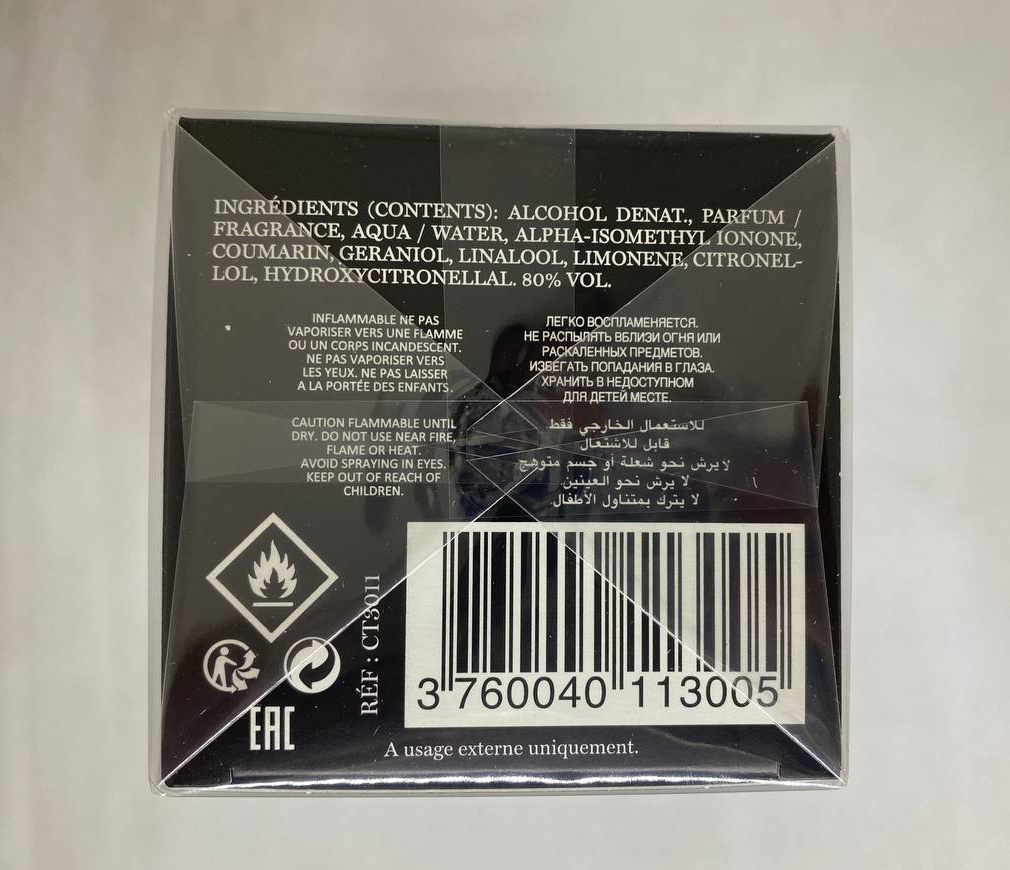 INGRÉDIENTS (CONTENTS): ALCOHOL DENAT., PARFUM /
FRAGRANCE, AQUA / WATER, ALPHA-ISOMETHYL IONONE,
COUMARIN, GERANIOL, LINALOOL, LIMONENE, CITRONEL-
LOL, HYDROXYCITRONELLAL. 80% VOL.
INFLAMMABLE NE PAS
VAPORISER VERS UNE FLAMME
OU UN CORPS INCANDESCENT.
NE PAS VAPORISER VERS
LES YEUX. NE PAS LAISSER
A LA PORTÉE DES ENFANTS.
ЛЕГКО ВОСПЛАМЕНЯЕТСЯ.
НЕ РАСПЫЛЯТЬ ВБЛИЗИ ОГНЯ ИЛИ
РАСКАЛЕННЫХ ПРЕДМЕТОВ.
ИЗБЕГАТЬ ПОПАДАНИЯ В ГЛАЗА.
ХРАНИТЬ В НЕДОСТУПНОМ
ДЛЯ ДЕТЕЙ МЕСТЕ.
CAUTION FLAMMABLE UNTIL
DRY. DO NOT USE NEAR FIRE,
FLAME OR HEAT.
AVOID SPRAYING IN EYES.
KEEP OUT OF REACH OF
CHILDREN.
للاستعمال الخارجي فقط
قابل للاشتعال
لا يرش نحو شعلة أو جسم متوهج
لا يرش نحو العينين.
لا يترك بمتناول الأطفال.
RÉF : CT3011
3 760040 113005
EAC
A usage externe uniquement.